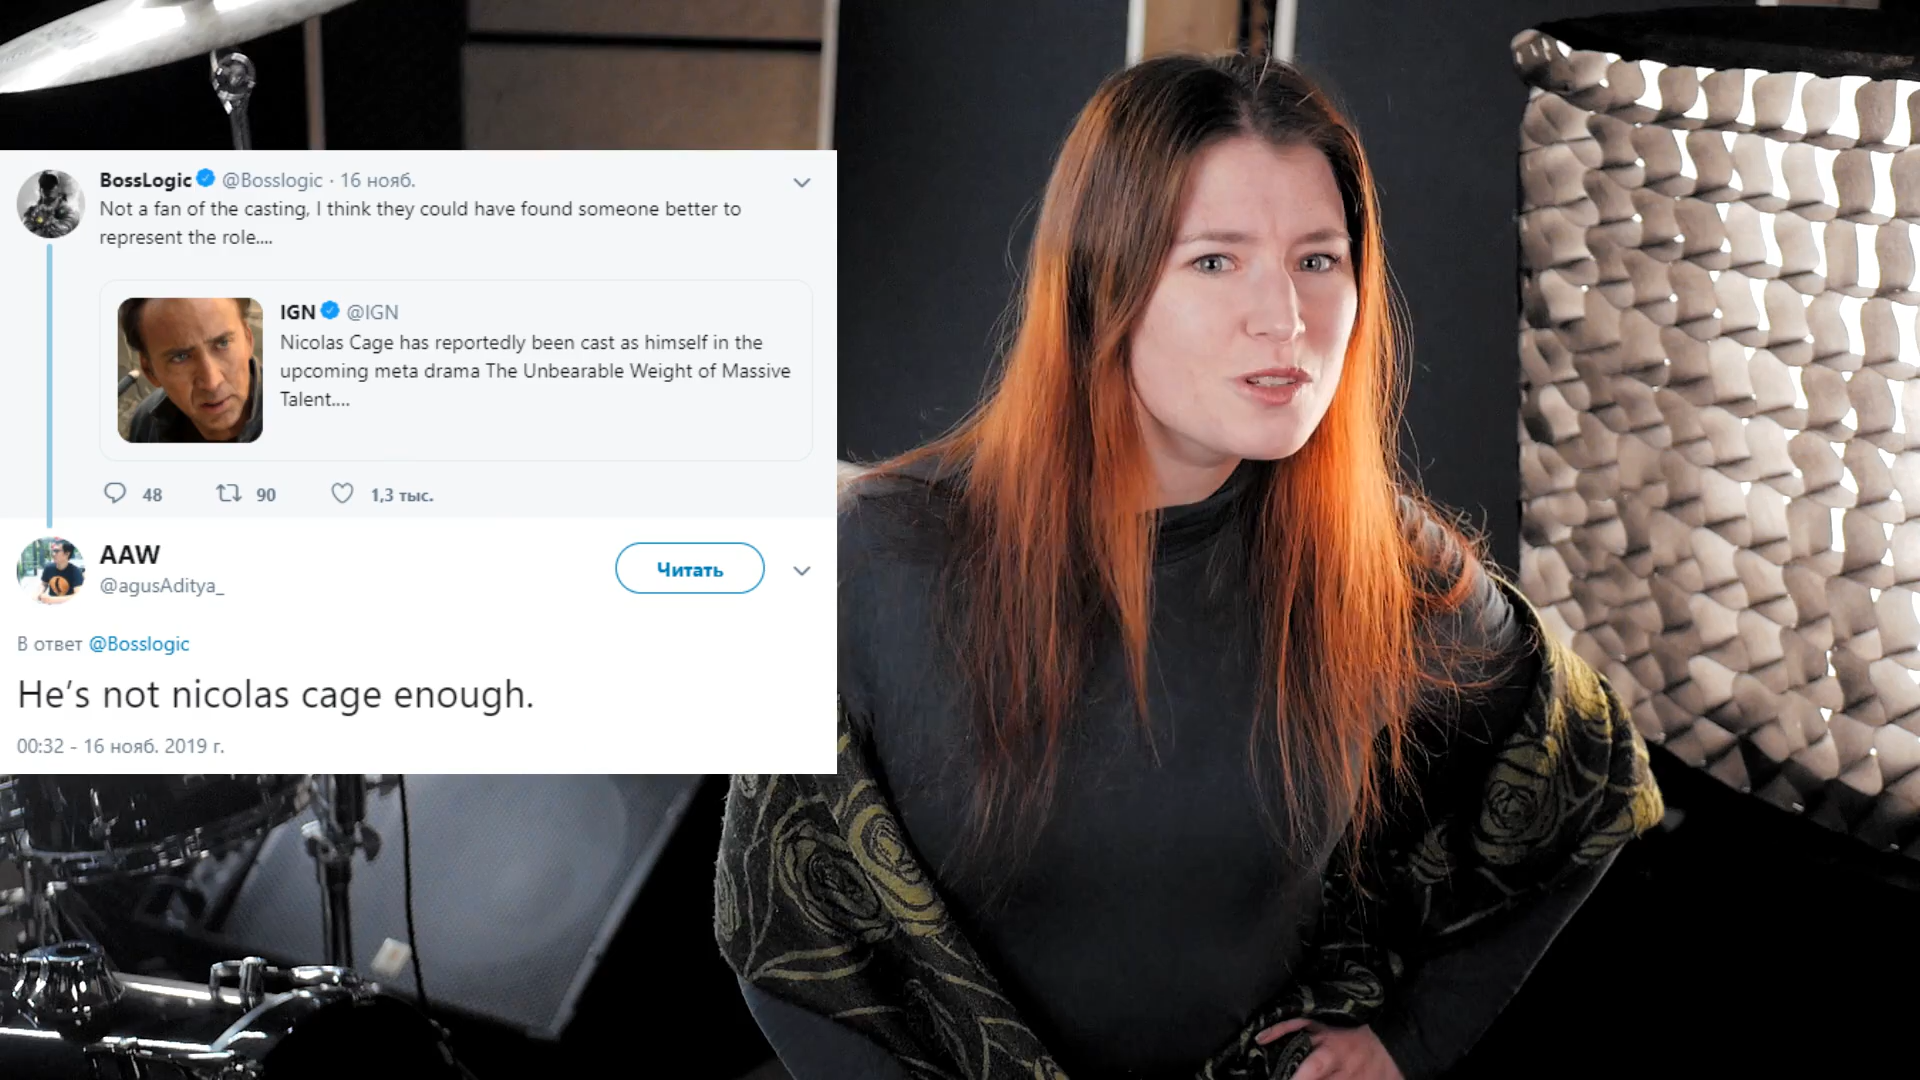 BossLogic @Bosslogic · 16 нояб.
Not a fan of the casting, I think they could have found someone better to
represent the role....
IGN @IGN
Nicolas Cage has reportedly been cast as himself in the
upcoming meta drama The Unbearable Weight of Massive
Talent....
48 90 1,3 тыс.
AAW
@agusAditya_
Читать
В ответ @Bosslogic
He’s not nicolas cage enough.
00:32 - 16 нояб. 2019 г.